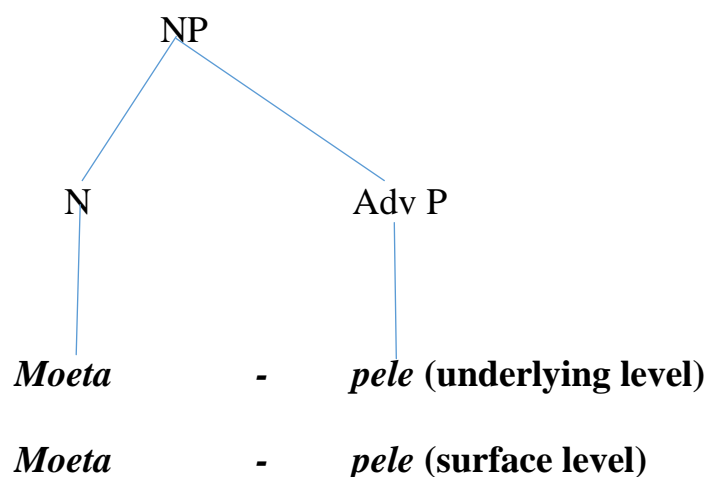 NP
N Adv P
Moeta - pele (underlying level)
Moeta - pele (surface level)